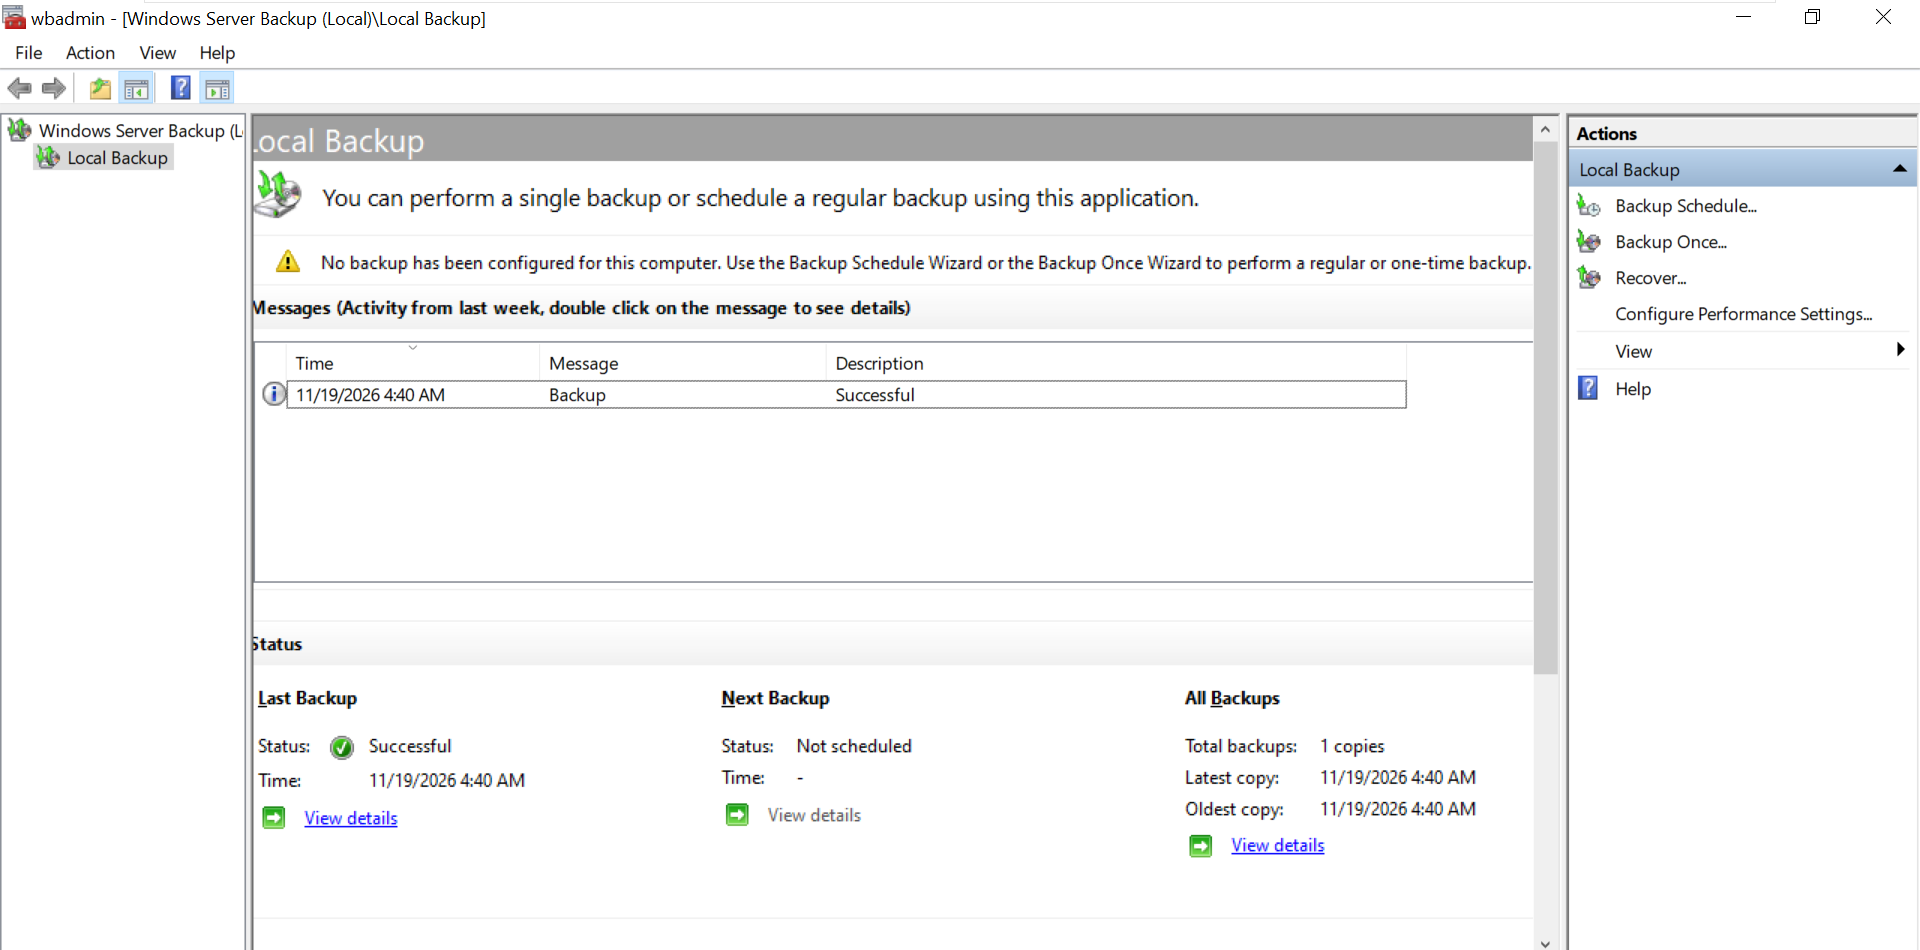 wbadmin - [Windows Server Backup (Local)\Local Backup]
File Action View Help
Windows Server Backup (L
Local Backup
Local Backup
You can perform a single backup or schedule a regular backup using this application.
No backup has been configured for this computer. Use the Backup Schedule Wizard or the Backup Once Wizard to perform a regular or one-time backup.
Messages (Activity from last week, double click on the message to see details)
Time Message Description
11/19/2026 4:40 AM Backup Successful
Status
Last Backup
Status: Successful
Time: 11/19/2026 4:40 AM
View details
Next Backup
Status: Not scheduled
Time: -
View details
All Backups
Total backups: 1 copies
Latest copy: 11/19/2026 4:40 AM
Oldest copy: 11/19/2026 4:40 AM
View details
Actions
Local Backup
Backup Schedule...
Backup Once...
Recover...
Configure Performance Settings...
View
Help